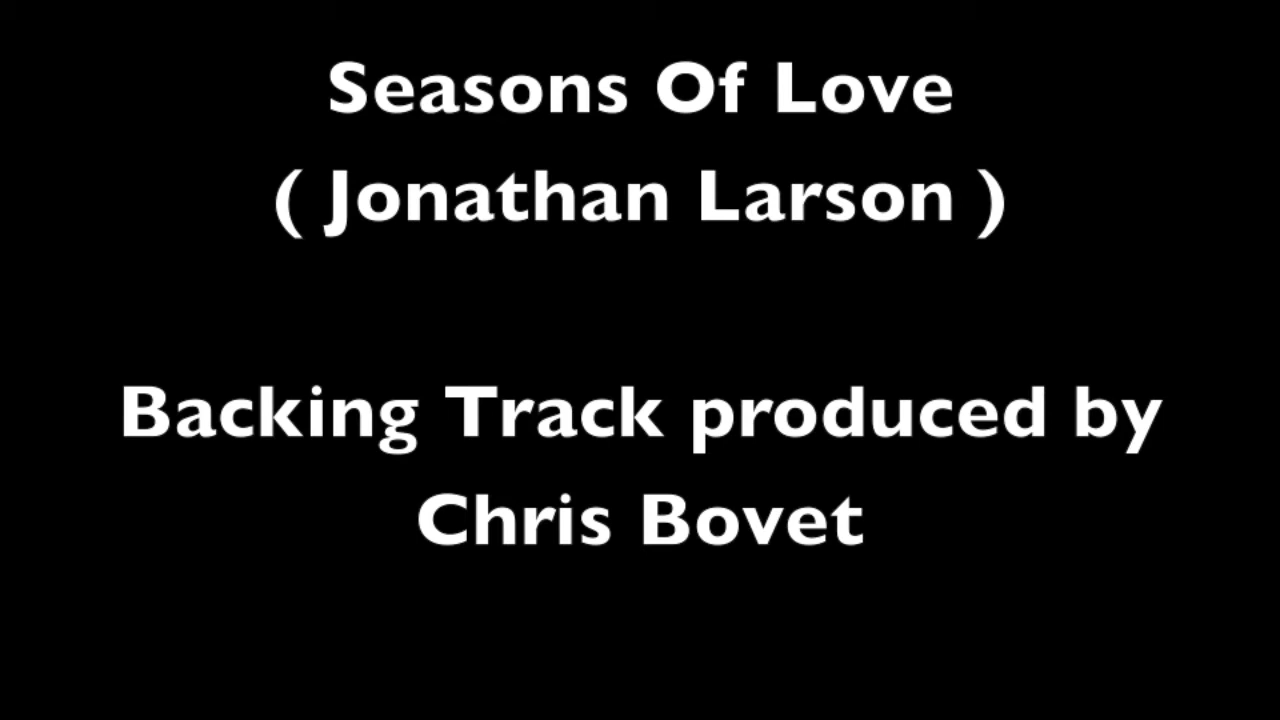 Seasons Of Love
( Jonathan Larson )
Backing Track produced by
Chris Bovet